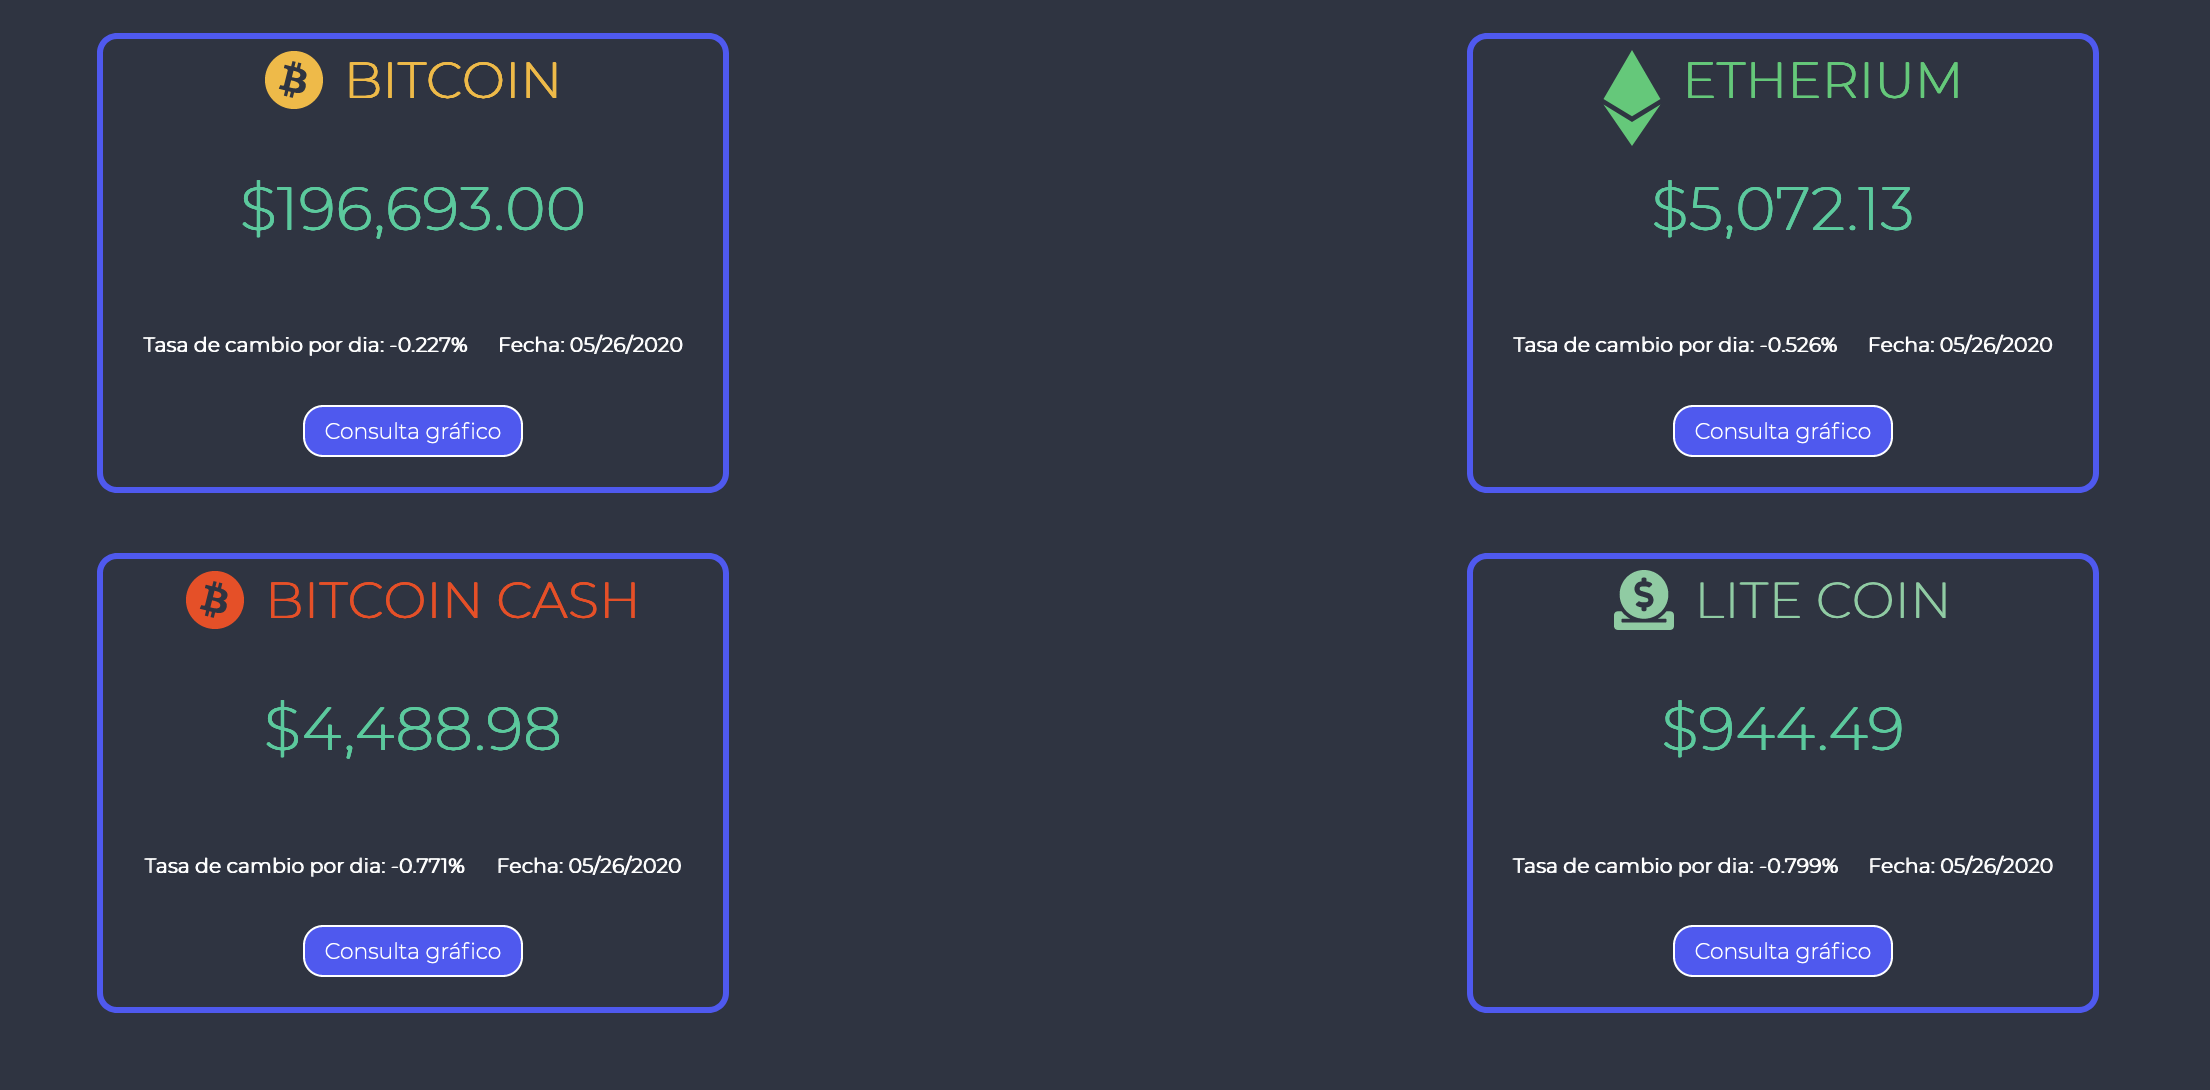 BITCOIN
$196,693.00
Tasa de cambio por dia: -0.227% Fecha: 05/26/2020
Consulta gráfico
ETHERIUM
$5,072.13
Tasa de cambio por dia: -0.526% Fecha: 05/26/2020
Consulta gráfico
BITCOIN CASH
$4,488.98
Tasa de cambio por dia: -0.771% Fecha: 05/26/2020
Consulta gráfico
LITE COIN
$944.49
Tasa de cambio por dia: -0.799% Fecha: 05/26/2020
Consulta gráfico